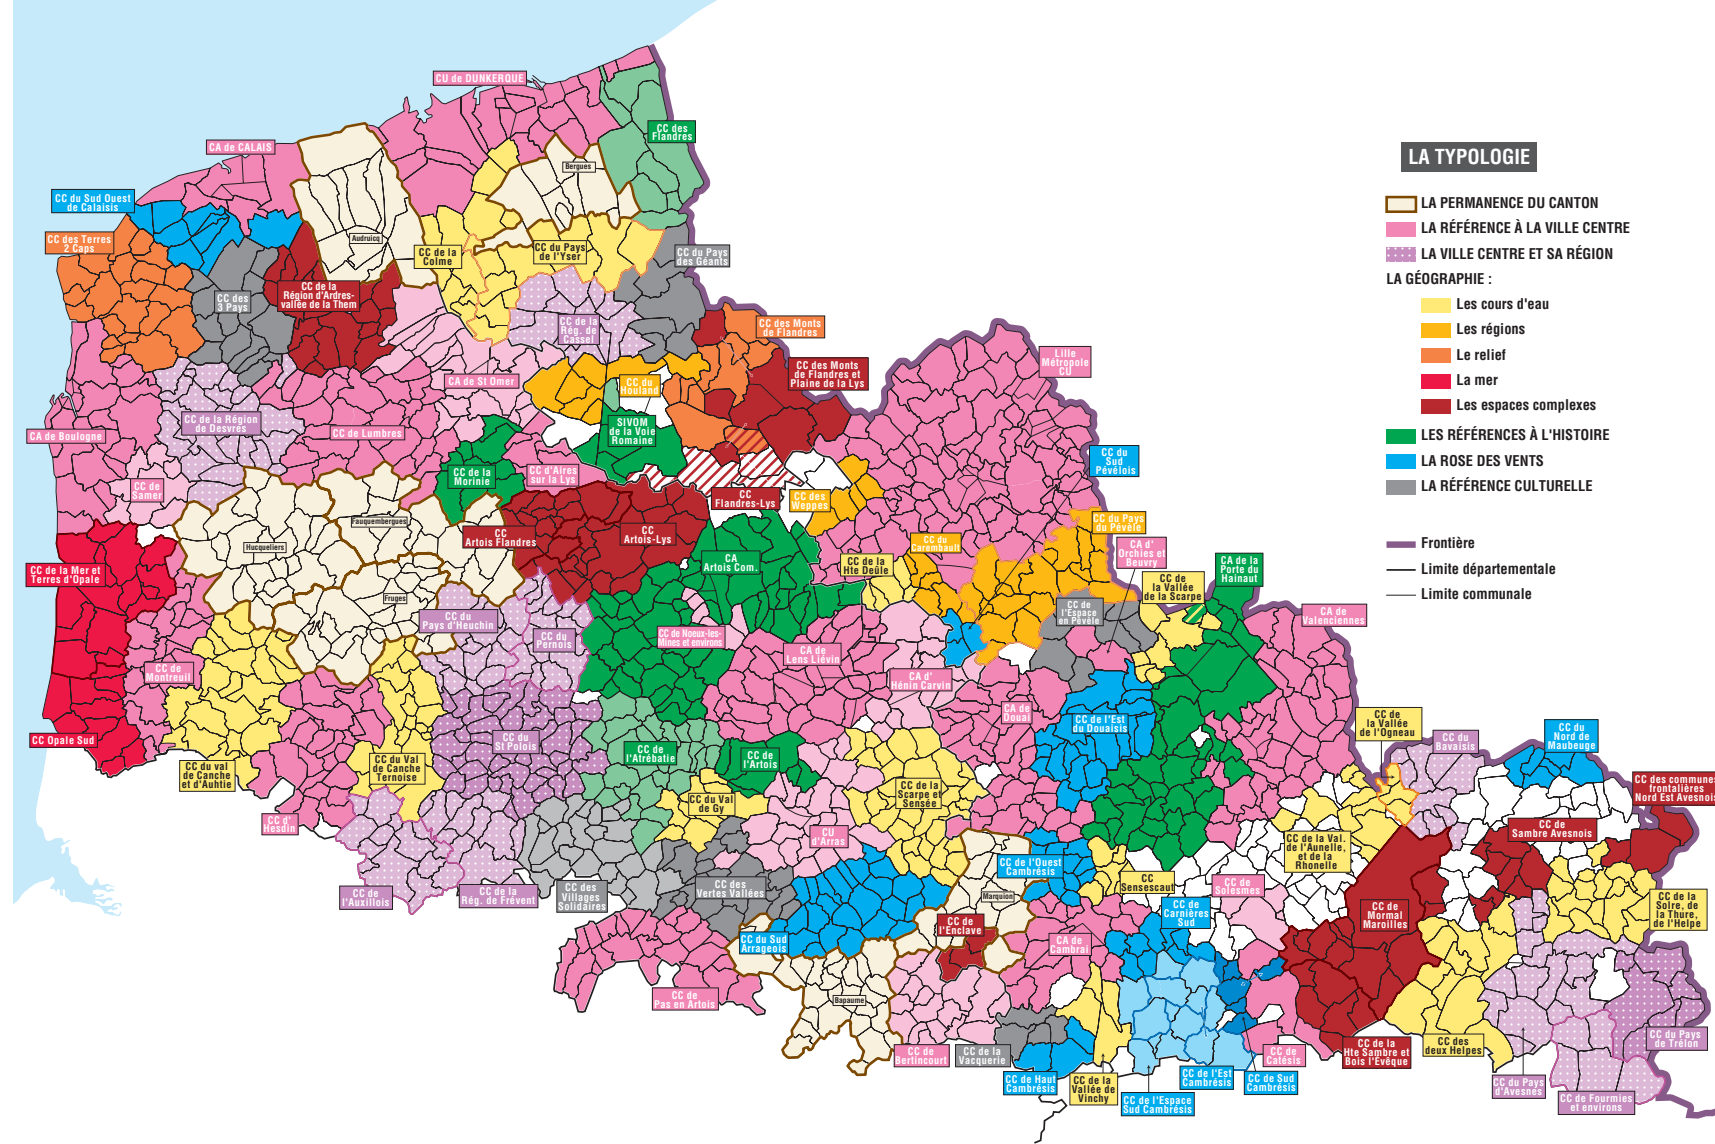 CU de DUNKERQUE
CC des
Flandres
CA de CALAIS
Bergues
CC du Sud Ouest
de Calaisis
CC des Terres
2 Caps
Audruicq
CC de la
Colme
CC du Pays
de l'Yser
CC du Pays
des Géants
CC des
3 Pays
CC de la
Région d'Ardres-
vallée de la Them
CC de la
Rég. de
Cassel
CC des Monts
de Flandres
CC des Monts
de Flandres et
Plaine de la Lys
Lille
Métropole
CU
CA de St Omer
CC du
Houland
CA de Boulogne
CC de la Région
de Desvres
CC de Lumbres
SIVOM
de la Voie
Romaine
CC du
Sud
Pévélois
CC de
Samer
CC de la
Morinie
CC d'Aires
sur la Lys
CC
Flandres-Lys
CC des
Weppes
Fauquembergues
Hucqueliers
CC
Artois Flandres
CC
Artois-Lys
CA
Artois Com.
CC du Pays
du Pévèle
CC du
Carembault
CA d'
Orchies et
Beuvry
CC de la
Hte Deûle
CC de la Mer et
Terres d'Opale
Fruges
CC de
la Vallée
de la Scarpe
CA de la
Porte du
Hainaut
CC du
Pays d'Heuchin
CC du
Pernois
CC de Noeux-les-
Mines et environs
CC de
l'Espace
en Pévèle
CA de
Valenciennes
CC de
Montreuil
CA de
Lens Liévin
CA d'
Hénin Carvin
CA de
Douai
CC de l'Est
du Douaisis
CC Opale Sud
CC du val
de Canche
et d'Auhtie
CC du Val
de Canche
Ternoise
CC du
St Polois
CC de
l'Atrébatie
CC de
l'Artois
CC de
la Vallée
de l'Ogneau
CC du
Bavaisis
CC du
Nord de
Maubeuge
CC d'
Hesdin
CC du Val
de Gy
CC de la
Scarpe et
Sensée
CC des communes
frontalières
Nord Est Avesnois
CU
d'Arras
CC de la Val.
de l'Aunelle,
et de la
Rhonelle
CC de
Sambre Avesnois
CC de
l'Auxillois
CC de la
Rég. de Frévent
CC des
Villages
Solidaires
CC des
Vertes Vallées
CC de l'Ouest
Cambrésis
Marquion
CC
Sensescaut
CC de
Solesmes
CC de
Carnières
Sud
CC de
Mormal
Maroilles
CC de la
Solre, de
la Thure,
de l'Helpe
CC du Sud
Arrageois
CC de
l'Enclave
CA de
Cambrai
CC de
Pas en Artois
Bapaume
CC de
Bertincourt
CC de la
Vacquerie
CC de Haut
Cambrésis
CC de la
Vallée de
Vinchy
CC de l'Espace
Sud Cambrésis
CC de l'Est
Cambrésis
CC de Sud
Cambrésis
CC de
Catésis
CC de la
Hte Sambre et
Bois l'Évêque
CC des
deux Helpes
CC du Pays
d'Avesnes
CC de Fourmies
et environs
CC du Pays
de Trélon
LA TYPOLOGIE
LA PERMANENCE DU CANTON
LA RÉFÉRENCE À LA VILLE CENTRE
LA VILLE CENTRE ET SA RÉGION
LA GÉOGRAPHIE :
Les cours d'eau
Les régions
Le relief
La mer
Les espaces complexes
LES RÉFÉRENCES À L'HISTOIRE
LA ROSE DES VENTS
LA RÉFÉRENCE CULTURELLE
Frontière
Limite départementale
Limite communale